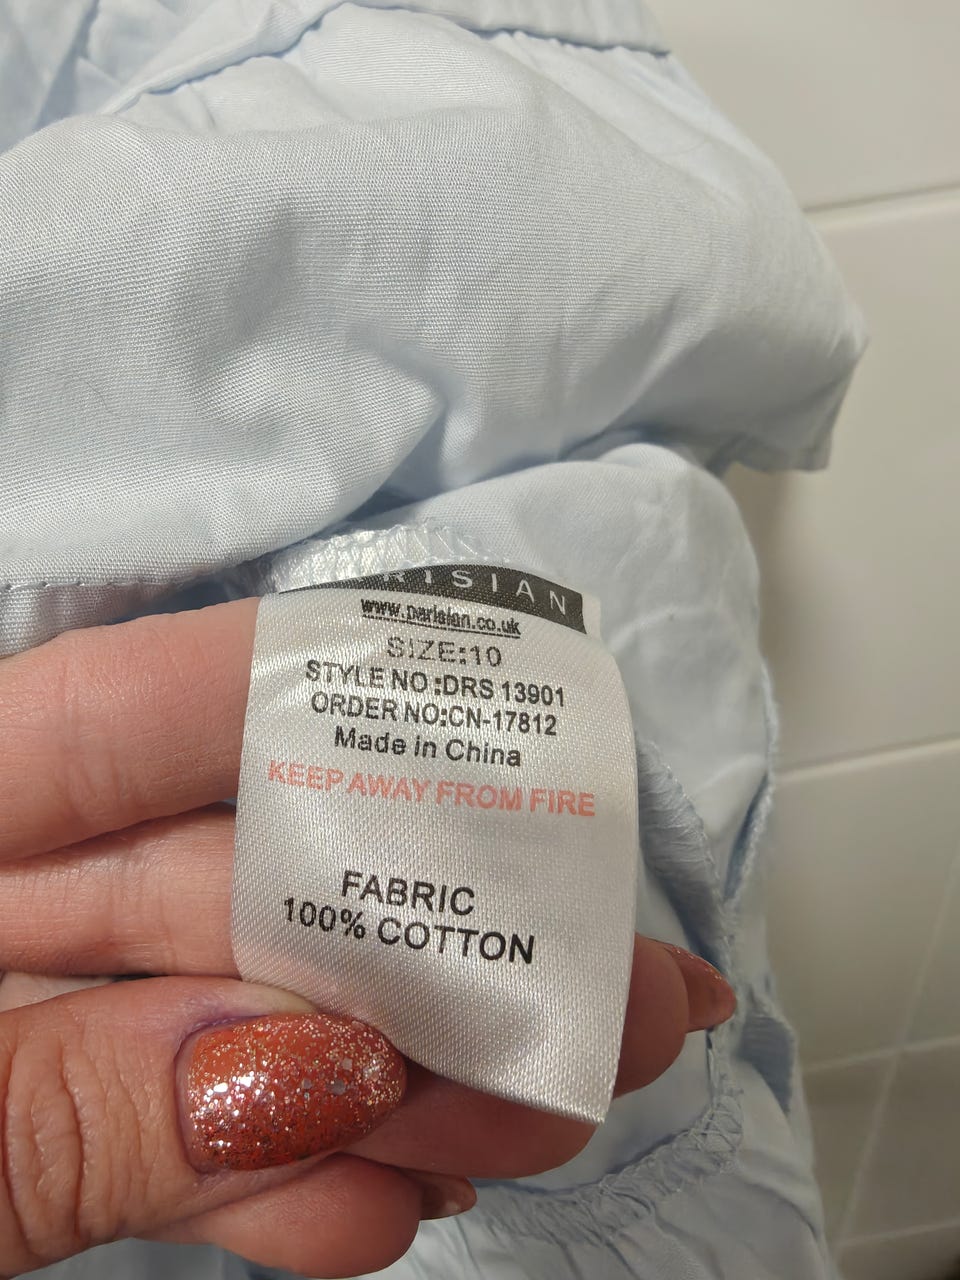 RISIAN
www.parisian.co.uk
SIZE:10
STYLE NO :DRS 13901
ORDER NO:CN-17812
Made in China
KEEP AWAY FROM FIRE
FABRIC
100% COTTON